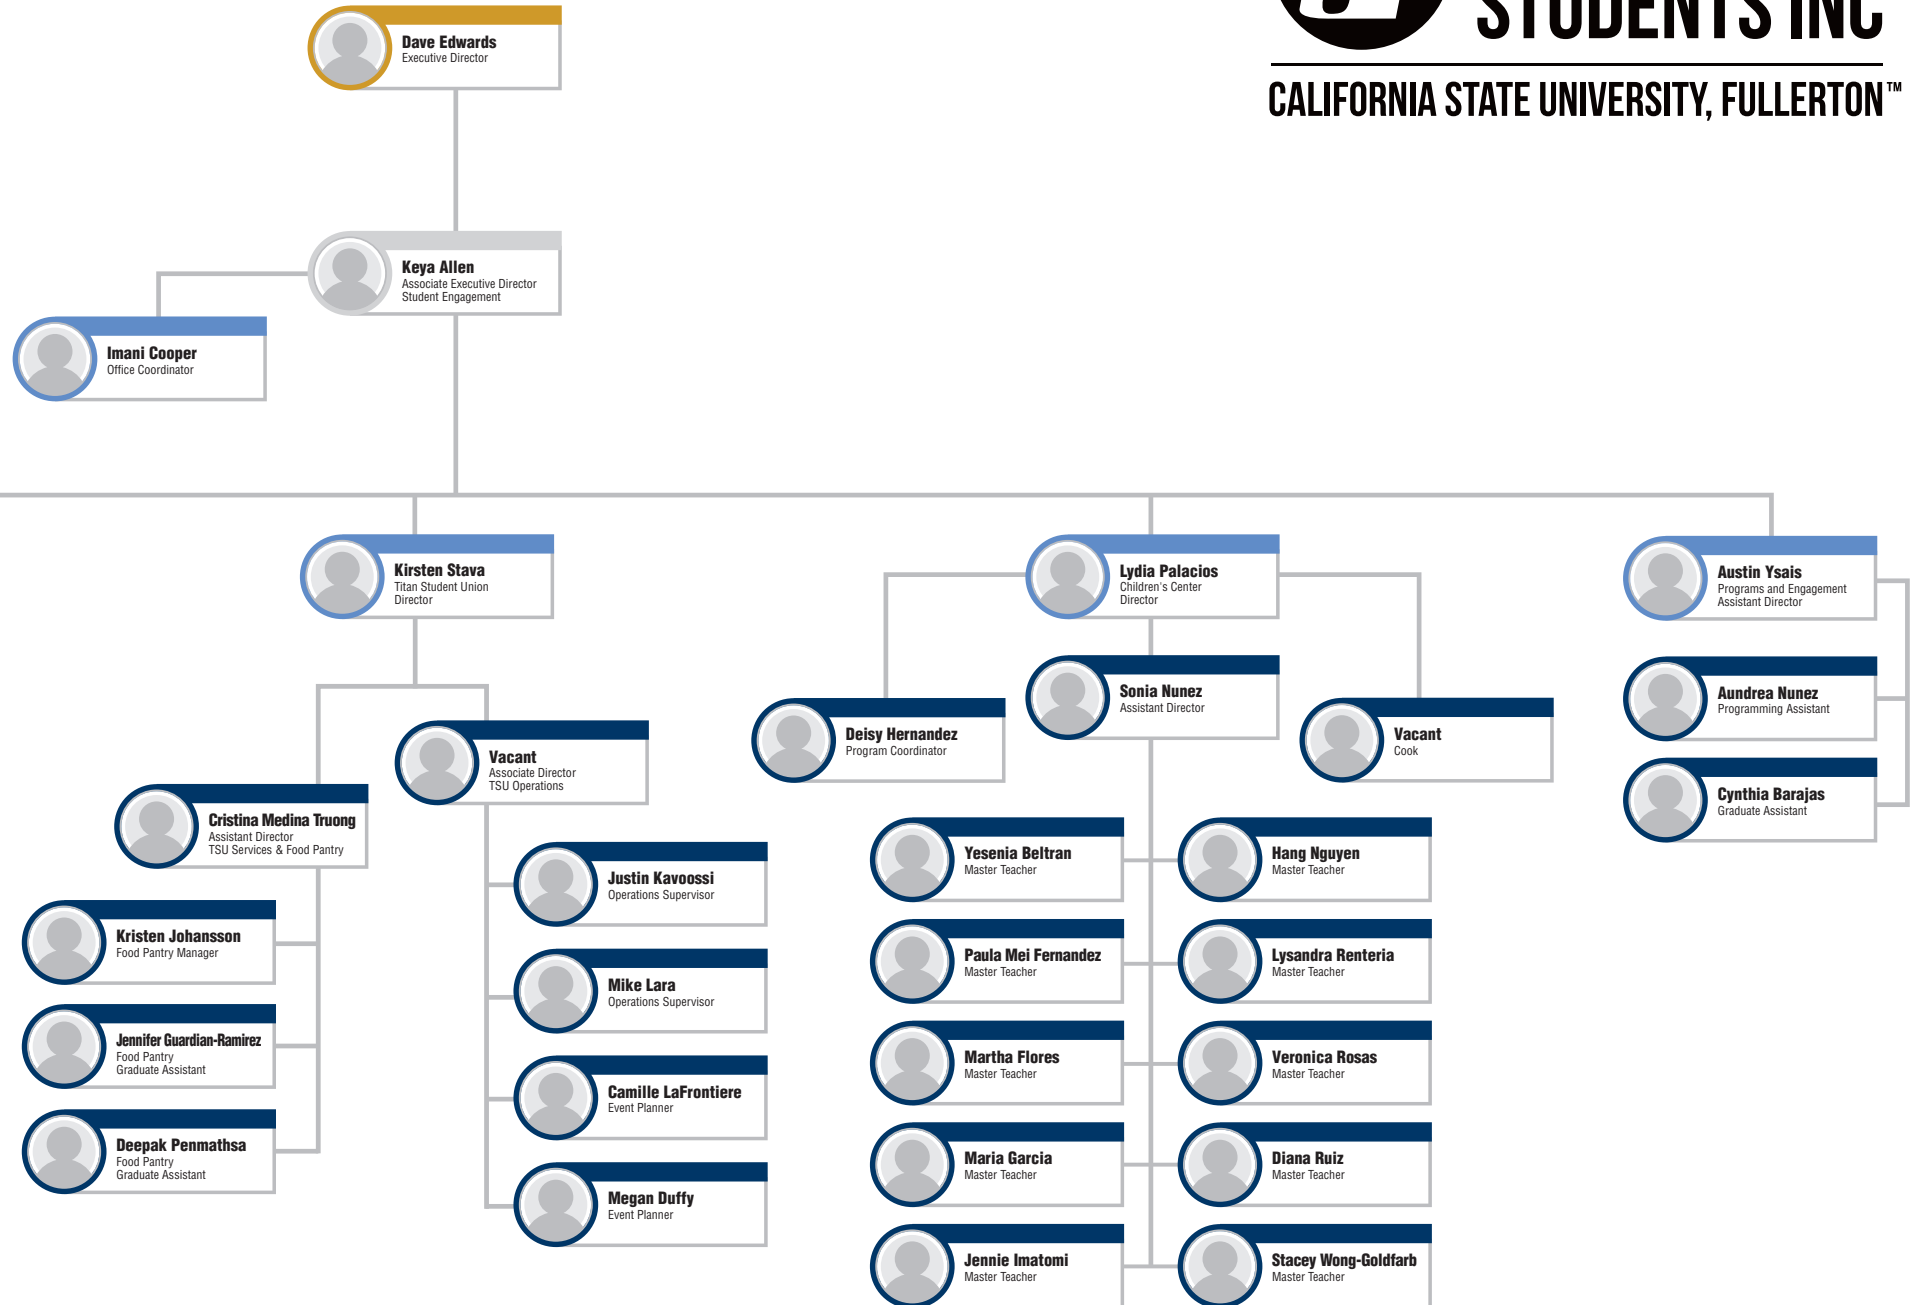 STUDENTS INC
CALIFORNIA STATE UNIVERSITY, FULLERTON™
Dave Edwards
Executive Director
Keya Allen
Associate Executive Director
Student Engagement
Imani Cooper
Office Coordinator
Kirsten Stava
Titan Student Union
Director
Lydia Palacios
Children's Center
Director
Austin Ysais
Programs and Engagement
Assistant Director
Cristina Medina Truong
Assistant Director
TSU Services & Food Pantry
Vacant
Associate Director
TSU Operations
Deisy Hernandez
Program Coordinator
Sonia Nunez
Assistant Director
Vacant
Cook
Aundrea Nunez
Programming Assistant
Cynthia Barajas
Graduate Assistant
Kristen Johansson
Food Pantry Manager
Jennifer Guardian-Ramirez
Food Pantry
Graduate Assistant
Deepak Penmathsa
Food Pantry
Graduate Assistant
Justin Kavoossi
Operations Supervisor
Mike Lara
Operations Supervisor
Camille LaFrontiere
Event Planner
Megan Duffy
Event Planner
Yesenia Beltran
Master Teacher
Hang Nguyen
Master Teacher
Paula Mei Fernandez
Master Teacher
Lysandra Renteria
Master Teacher
Martha Flores
Master Teacher
Veronica Rosas
Master Teacher
Maria Garcia
Master Teacher
Diana Ruiz
Master Teacher
Jennie Imatomi
Master Teacher
Stacey Wong-Goldfarb
Master Teacher